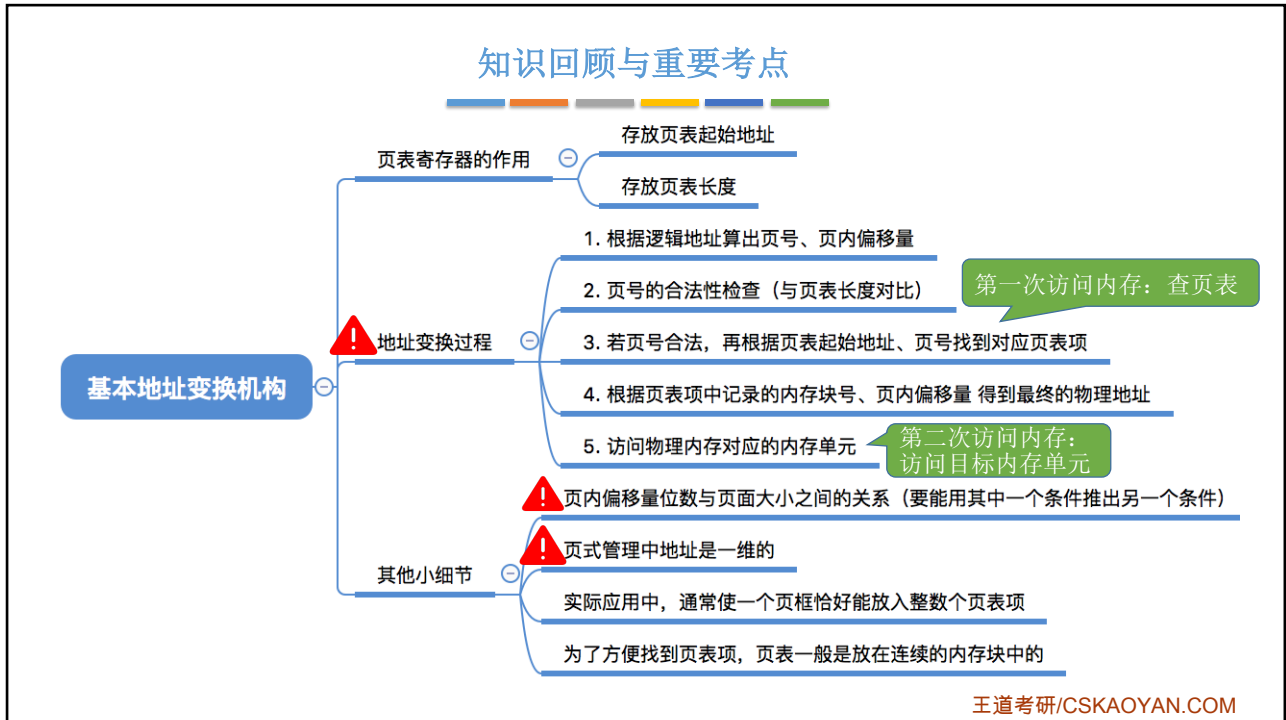 知识回顾与重要考点
存放页表起始地址
页表寄存器的作用
存放页表长度
1. 根据逻辑地址算出页号、页内偏移量
2. 页号的合法性检查（与页表长度对比）
第一次访问内存：查页表
地址变换过程
3. 若页号合法，再根据页表起始地址、页号找到对应页表项
基本地址变换机构
4. 根据页表项中记录的内存块号、页内偏移量 得到最终的物理地址
5. 访问物理内存对应的内存单元
第二次访问内存：
访问目标内存单元
页内偏移量位数与页面大小之间的关系（要能用其中一个条件推出另一个条件）
页式管理中地址是一维的
其他小细节
实际应用中，通常使一个页框恰好能放入整数个页表项
为了方便找到页表项，页表一般是放在连续的内存块中的
王道考研/CSKAOYAN.COM